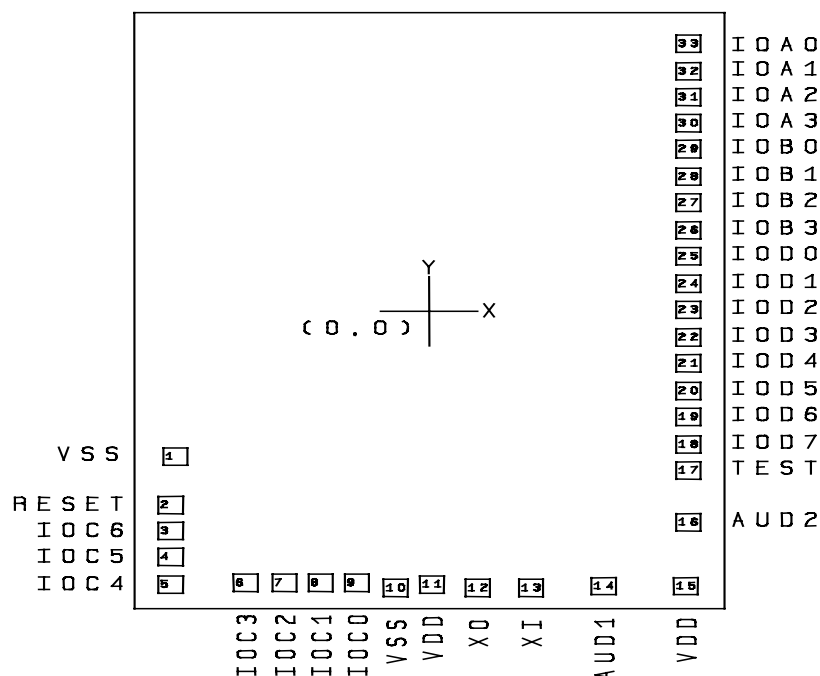 33 IOA0
32 IOA1
31 IOA2
30 IOA3
29 IOB0
28 IOB1
27 IOB2
26 IOB3
25 IOD0
24 IOD1
23 IOD2
22 IOD3
21 IOD4
20 IOD5
19 IOD6
18 IOD7
17 TEST
16 AUD2
Y
X
(0.0)
VSS 1
RESET 2
IOC6 3
IOC5 4
IOC4 5
6 7 8 9 10 11 12 13 14 15
IOC3
IOC2
IOC1
IOC0
VSS
VDD
XO
XI
AUD1
VDD